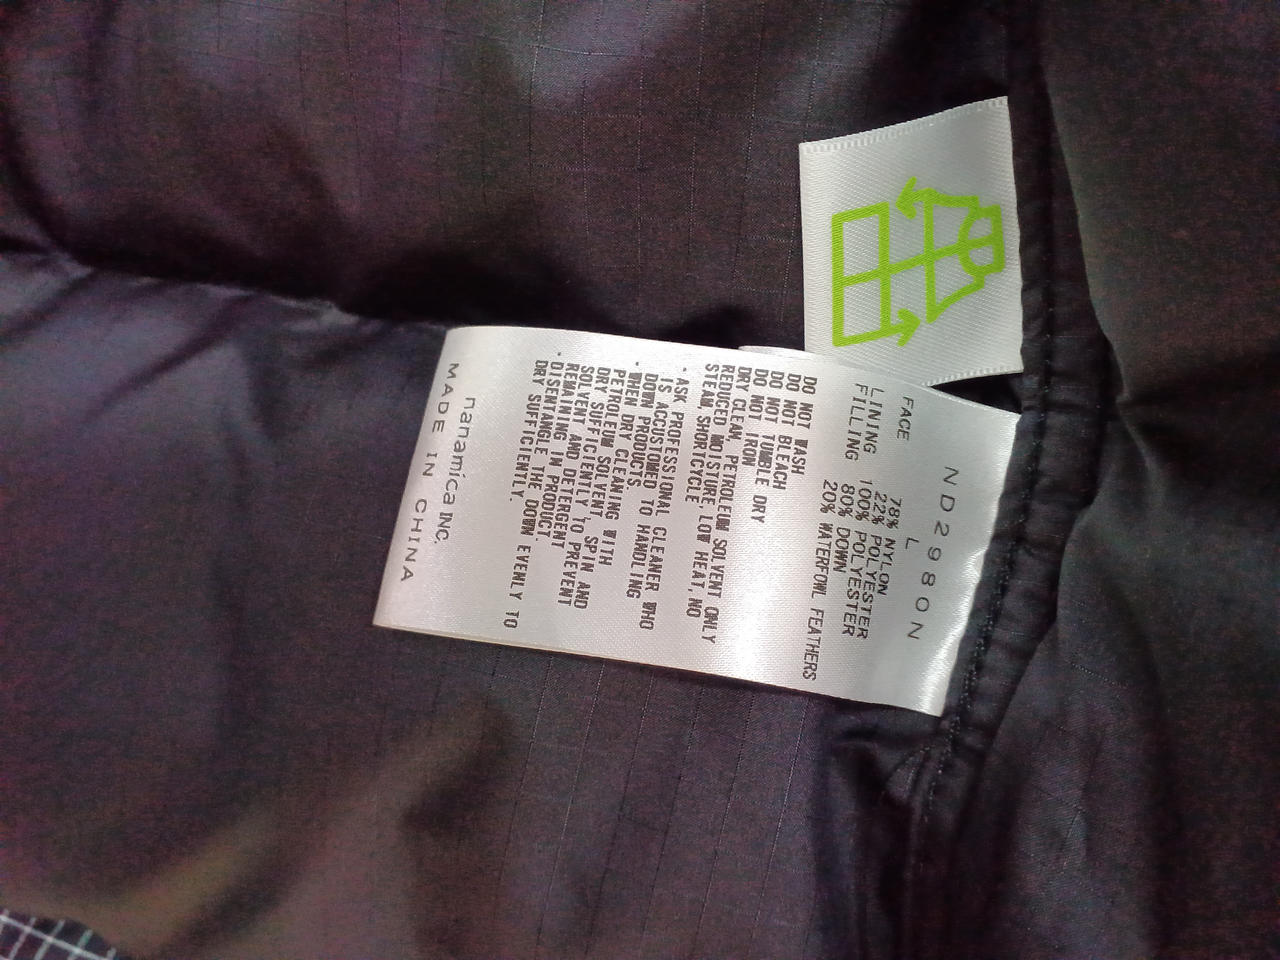 ND2980N
L
FACE 78% NYLON
22% POLYESTER
LINING 100% POLYESTER
FILLING 80% DOWN
20% WATERFOWL FEATHERS
DO NOT WASH
DO NOT BLEACH
DO NOT TUMBLE DRY
DO NOT IRON
DRY CLEAN, PETROLEUM SOLVENT ONLY
REDUCED MOISTURE, LOW HEAT, NO
STEAM, SHORTCYCLE
・ASK PROFESSIONAL CLEANER WHO
IS ACCUSTOMED TO HANDLING
DOWN PRODUCTS
・WHEN DRY CLEANING WITH
PETROLEUM SOLVENT, SPIN AND
DRY SUFFICIENTLY TO PREVENT
SOLVENT AND DETERGENT
REMAINING IN PRODUCT.
・DISENTANGLE THE DOWN EVENLY TO
DRY SUFFICIENTLY.
nanamica INC.
MADE IN CHINA